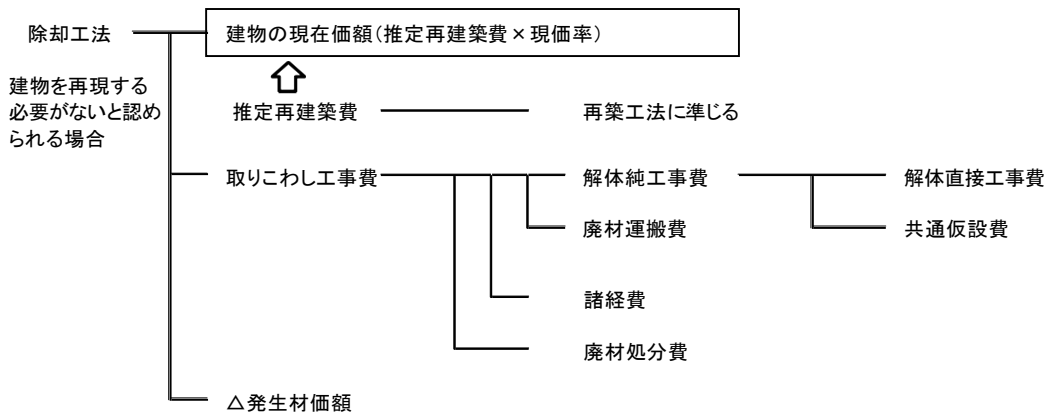 除却工法
建物の現在価額(推定再建築費×現価率)
建物を再現する
必要がないと認め
られる場合
推定再建築費
再築工法に準じる
取りこわし工事費
解体純工事費
解体直接工事費
廃材運搬費
共通仮設費
諸経費
廃材処分費
△発生材価額